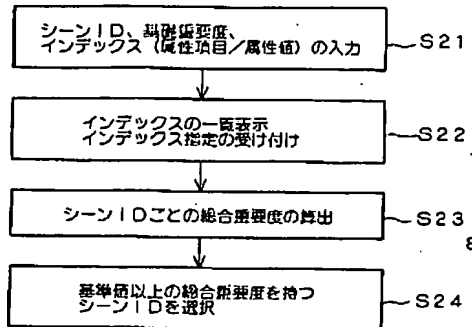 シーンID、基礎重要度、
インデックス（属性項目／属性値）の入力
S21
インデックスの一覧表示
インデックス指定の受け付け
S22
シーンIDごとの総合重要度の算出
S23
8
基準値以上の総合重要度を持つ
シーンIDを選択
S24